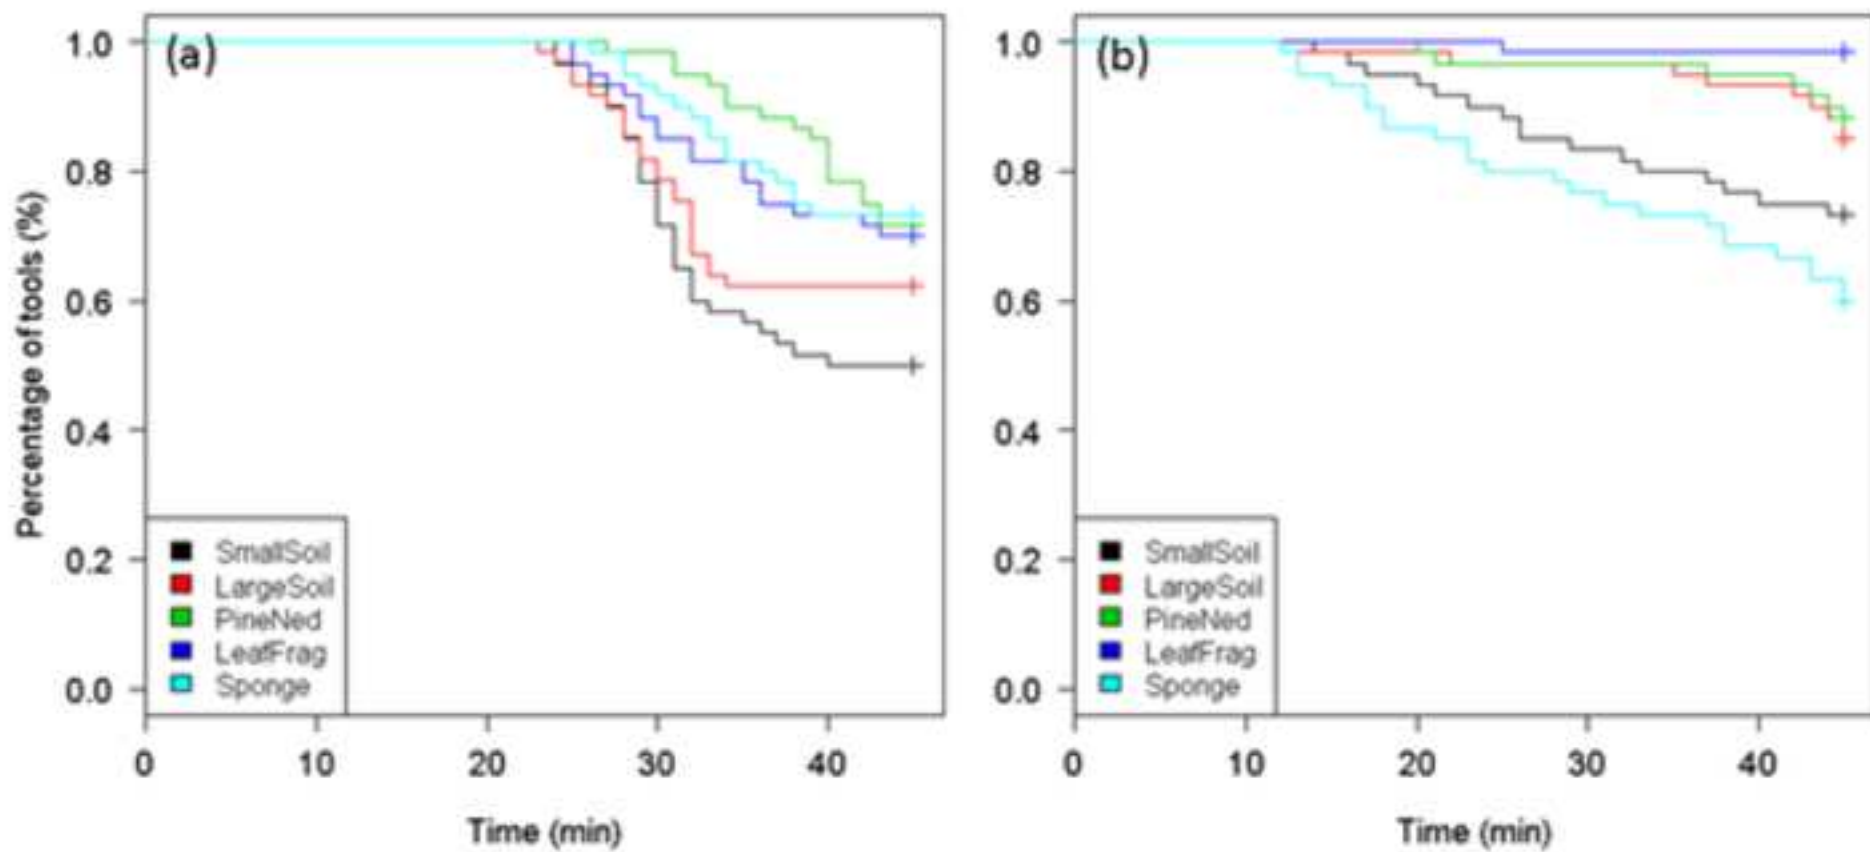 (a)
1.0
0.8
0.6
0.4
0.2
0.0
Percentage of tools (%)
SmallSoil
LargeSoil
PineNed
LeafFrag
Sponge
0 10 20 30 40
Time (min)
(b)
1.0
0.8
0.6
0.4
0.2
0.0
SmallSoil
LargeSoil
PineNed
LeafFrag
Sponge
0 10 20 30 40
Time (min)